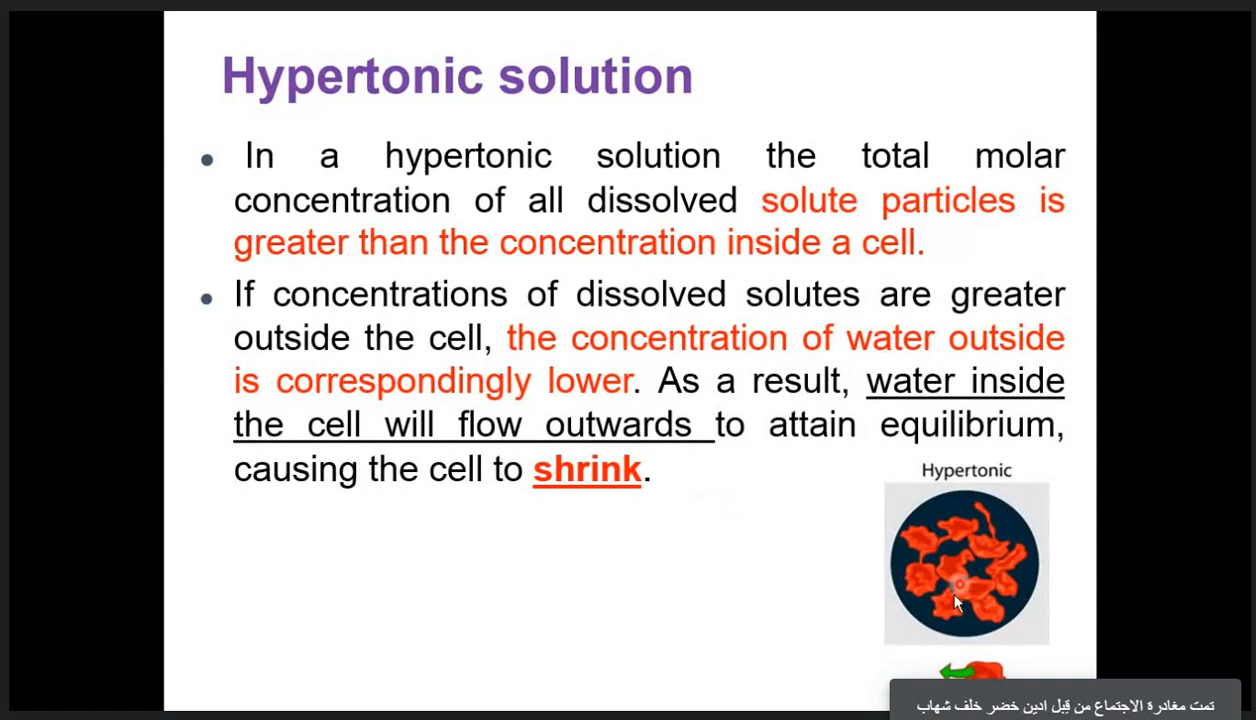 Hypertonic solution
• In a hypertonic solution the total molar
concentration of all dissolved solute particles is
greater than the concentration inside a cell.
• If concentrations of dissolved solutes are greater
outside the cell, the concentration of water outside
is correspondingly lower. As a result, water inside
the cell will flow outwards to attain equilibrium,
causing the cell to shrink.
Hypertonic
تمت مغادرة الاجتماع من قِبل ادين خضر خلف شهاب